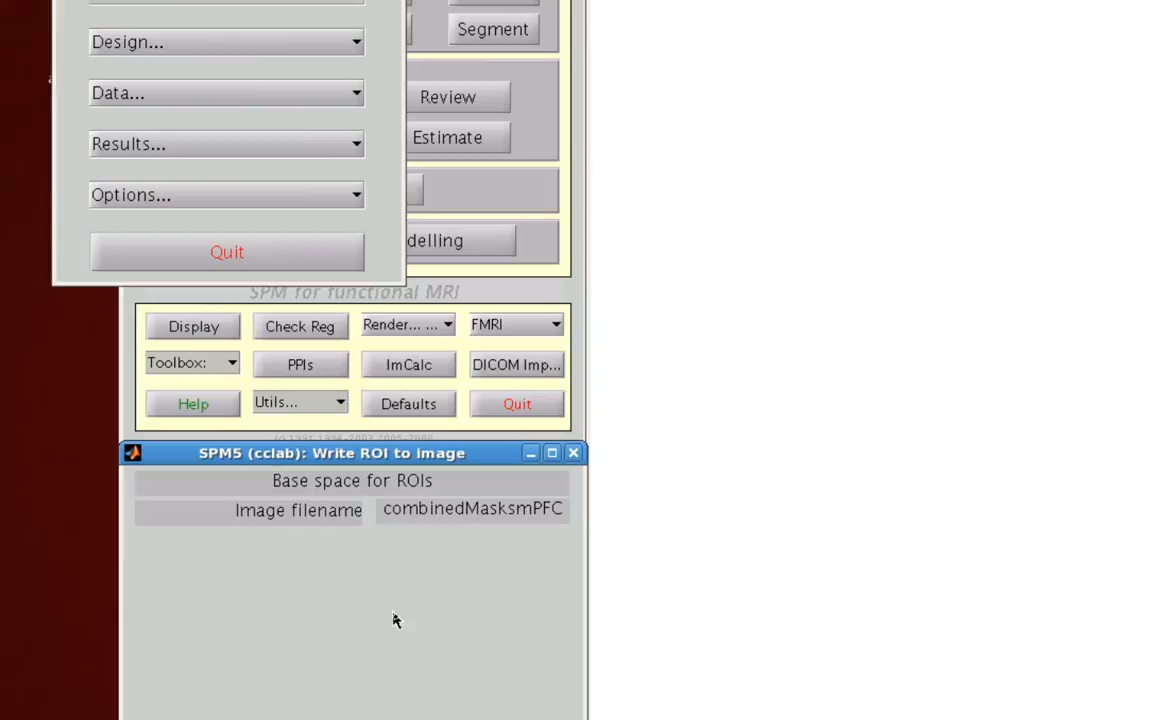 Segment
Design...
Data...
Review
Estimate
Results...
Options...
delling
Quit
SPM for functional MRI
Display
Check Reg
Render... ...
FMRI
Toolbox:
PPIs
ImCalc
DICOM Imp...
Help
Utils...
Defaults
Quit
SPM5 (cclab): Write ROI to image
Base space for ROIs
Image filename combinedMasksmPFC